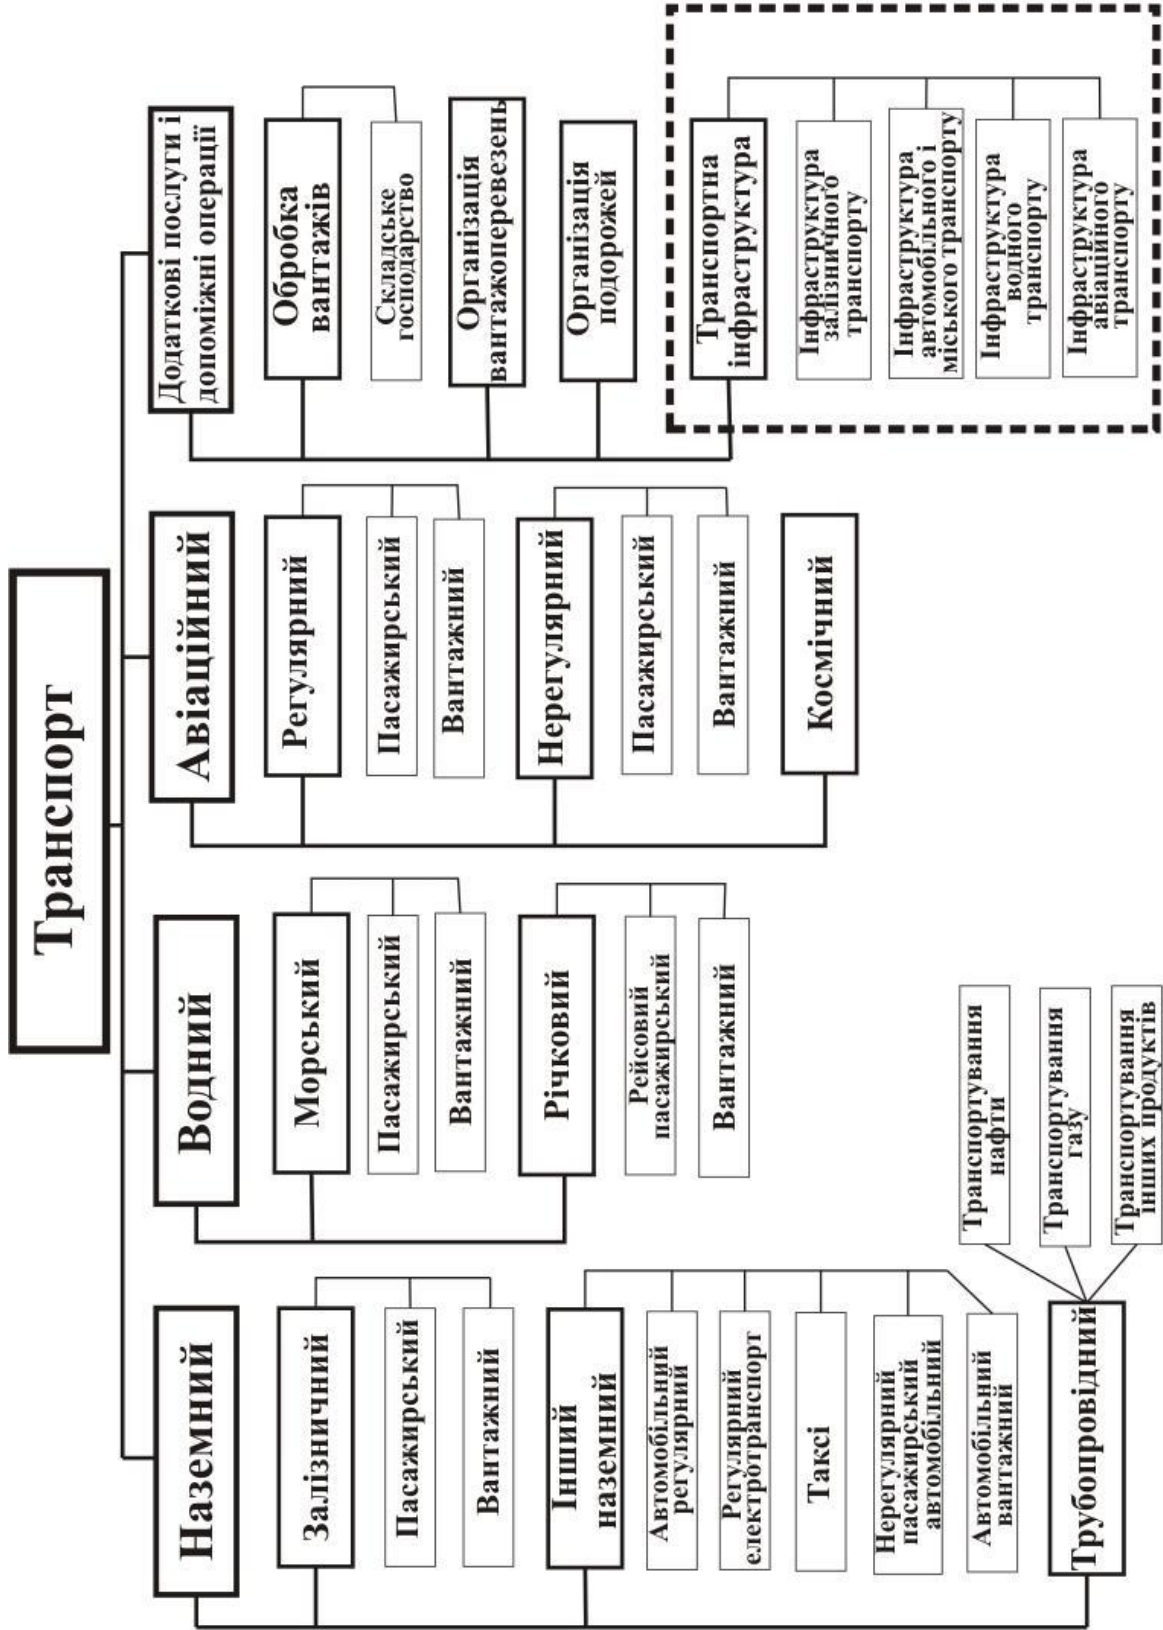 Транспорт
Наземний
Залізничний
Пасажирський
Вантажний
Інший
наземний
Автомобільний
регулярний
Регулярний
електротранспорт
Таксі
Нерегулярний
пасажирський
автомобільний
Автомобільний
вантажний
Трубопровідний
Транспортування
нафти
Транспортування
газу
Транспортування
інших продуктів
Водний
Морський
Пасажирський
Вантажний
Річковий
Рейсовий
пасажирський
Вантажний
Авіаційний
Регулярний
Пасажирський
Вантажний
Нерегулярний
Пасажирський
Вантажний
Космічний
Додаткові послуги і
допоміжні операції
Обробка
вантажів
Складське
господарство
Організація
вантажоперевезень
Організація
подорожей
Транспортна
інфраструктура
Інфраструктура
залізничного
транспорту
Інфраструктура
автомобільного і
міського транспорту
Інфраструктура
водного
транспорту
Інфраструктура
авіаційного
транспорту